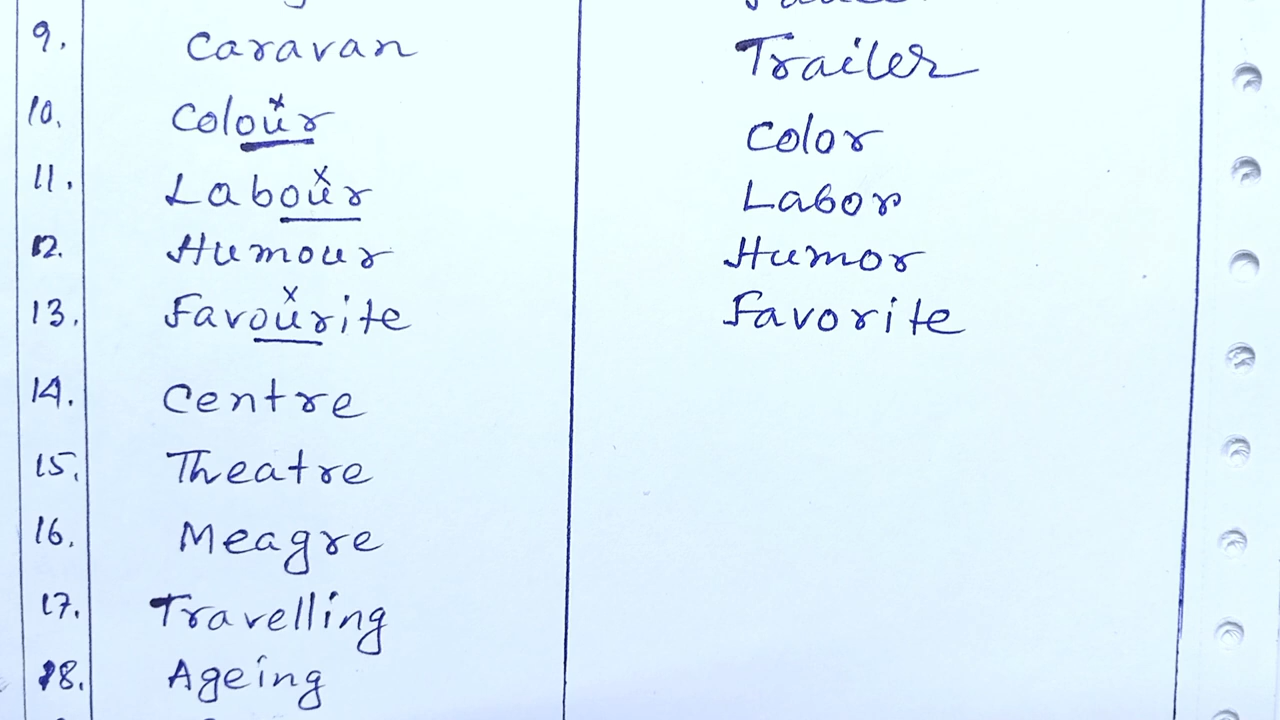 9. Caravan Trailer
10. Colour Color
11. Labour Labor
12. Humour Humor
13. Favourite Favorite
14. Centre
15. Theatre
16. Meagre
17. Travelling
18. Ageing